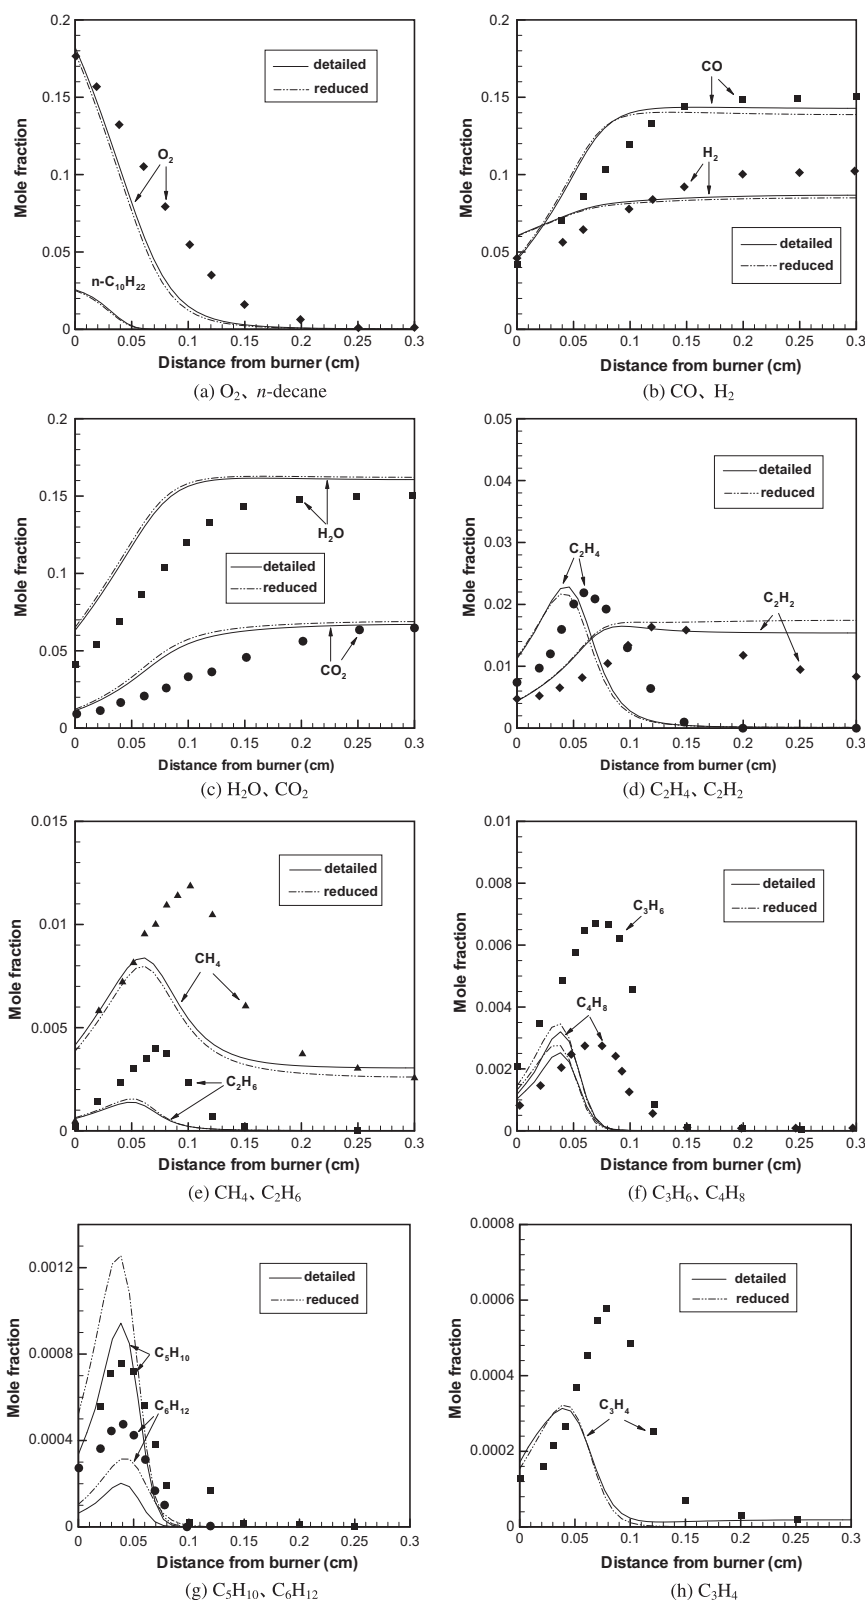 0.2
0.15
0.1
0.05
0
Mole fraction
detailed
reduced
O₂
n-C₁₀H₂₂
0 0.05 0.1 0.15 0.2 0.25 0.3
Distance from burner (cm)
(a) O₂、n-decane
0.2
0.15
0.1
0.05
0
Mole fraction
CO
H₂
detailed
reduced
0 0.05 0.1 0.15 0.2 0.25 0.3
Distance from burner (cm)
(b) CO、H₂
0.2
0.15
0.1
0.05
0
Mole fraction
H₂O
detailed
reduced
CO₂
0 0.05 0.1 0.15 0.2 0.25 0.3
Distance from burner (cm)
(c) H₂O、CO₂
0.05
0.04
0.03
0.02
0.01
0
Mole fraction
detailed
reduced
C₂H₄
C₂H₂
0 0.05 0.1 0.15 0.2 0.25 0.3
Distance from burner (cm)
(d) C₂H₄、C₂H₂
0.015
0.01
0.005
0
Mole fraction
detailed
reduced
CH₄
C₂H₆
0 0.05 0.1 0.15 0.2 0.25 0.3
Distance from burner (cm)
(e) CH₄、C₂H₆
0.01
0.008
0.006
0.004
0.002
0
Mole fraction
detailed
reduced
C₃H₆
C₄H₈
0 0.05 0.1 0.15 0.2 0.25 0.3
Distance from burner (cm)
(f) C₃H₆、C₄H₈
0.0012
0.0008
0.0004
0
Mole fraction
detailed
reduced
C₅H₁₀
C₆H₁₂
0 0.05 0.1 0.15 0.2 0.25 0.3
Distance from burner (cm)
(g) C₅H₁₀、C₆H₁₂
0.0008
0.0006
0.0004
0.0002
0
Mole fraction
detailed
reduced
C₃H₄
0 0.05 0.1 0.15 0.2 0.25 0.3
Distance from burner (cm)
(h) C₃H₄